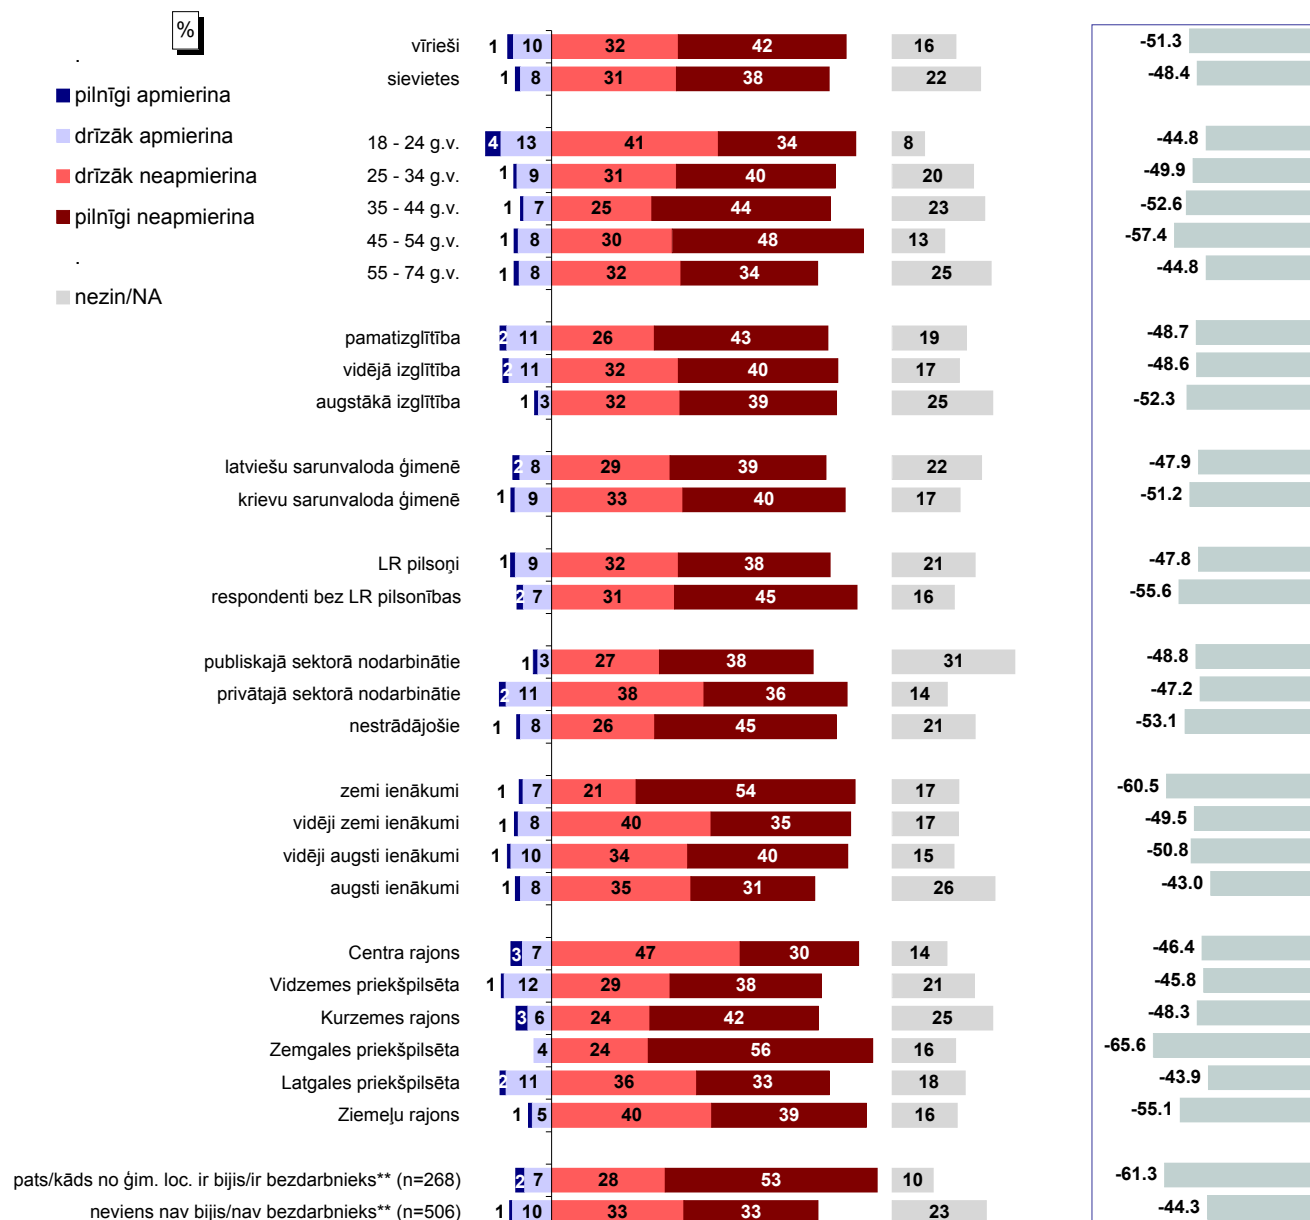 %
.
pilnīgi apmierina
drīzāk apmierina
drīzāk neapmierina
pilnīgi neapmierina
.
nezin/NA
vīrieši 1 10 32 42 16 -51.3
sievietes 1 8 31 38 22 -48.4
18 - 24 g.v. 4 13 41 34 8 -44.8
25 - 34 g.v. 1 9 31 40 20 -49.9
35 - 44 g.v. 1 7 25 44 23 -52.6
45 - 54 g.v. 1 8 30 48 13 -57.4
55 - 74 g.v. 1 8 32 34 25 -44.8
pamatizglītība 2 11 26 43 19 -48.7
vidējā izglītība 2 11 32 40 17 -48.6
augstākā izglītība 1 3 32 39 25 -52.3
latviešu sarunvaloda ģimenē 2 8 29 39 22 -47.9
krievu sarunvaloda ģimenē 1 9 33 40 17 -51.2
LR pilsoņi 1 9 32 38 21 -47.8
respondenti bez LR pilsonības 2 7 31 45 16 -55.6
publiskajā sektorā nodarbinātie 1 3 27 38 31 -48.8
privātajā sektorā nodarbinātie 2 11 38 36 14 -47.2
nestrādājošie 1 8 26 45 21 -53.1
zemi ienākumi 1 7 21 54 17 -60.5
vidēji zemi ienākumi 1 8 40 35 17 -49.5
vidēji augsti ienākumi 1 10 34 40 15 -50.8
augsti ienākumi 1 8 35 31 26 -43.0
Centra rajons 3 7 47 30 14 -46.4
Vidzemes priekšpilsēta 1 12 29 38 21 -45.8
Kurzemes rajons 3 6 24 42 25 -48.3
Zemgales priekšpilsēta 4 24 56 16 -65.6
Latgales priekšpilsēta 2 11 36 33 18 -43.9
Ziemeļu rajons 1 5 40 39 16 -55.1
pats/kāds no ģim. loc. ir bijis/ir bezdarbnieks** (n=268) 2 7 28 53 10 -61.3
neviens nav bijis/nav bezdarbnieks** (n=506) 1 10 33 33 23 -44.3